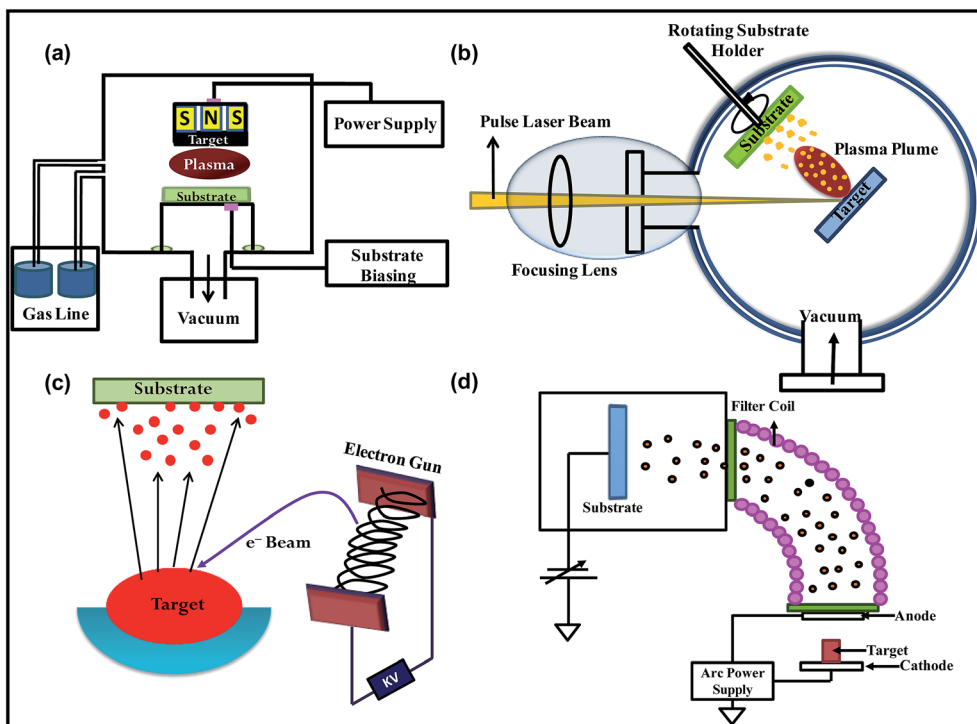 (a)
S N S
Target
Plasma
Substrate
Power Supply
Substrate
Biasing
Gas Line
Vacuum
(b)
Rotating Substrate
Holder
Substrate
Pulse Laser Beam
Plasma Plume
Target
Focusing Lens
Vacuum
(c)
Substrate
Electron Gun
e⁻ Beam
Target
KV
(d)
Filter Coil
Substrate
Anode
Target
Cathode
Arc Power
Supply